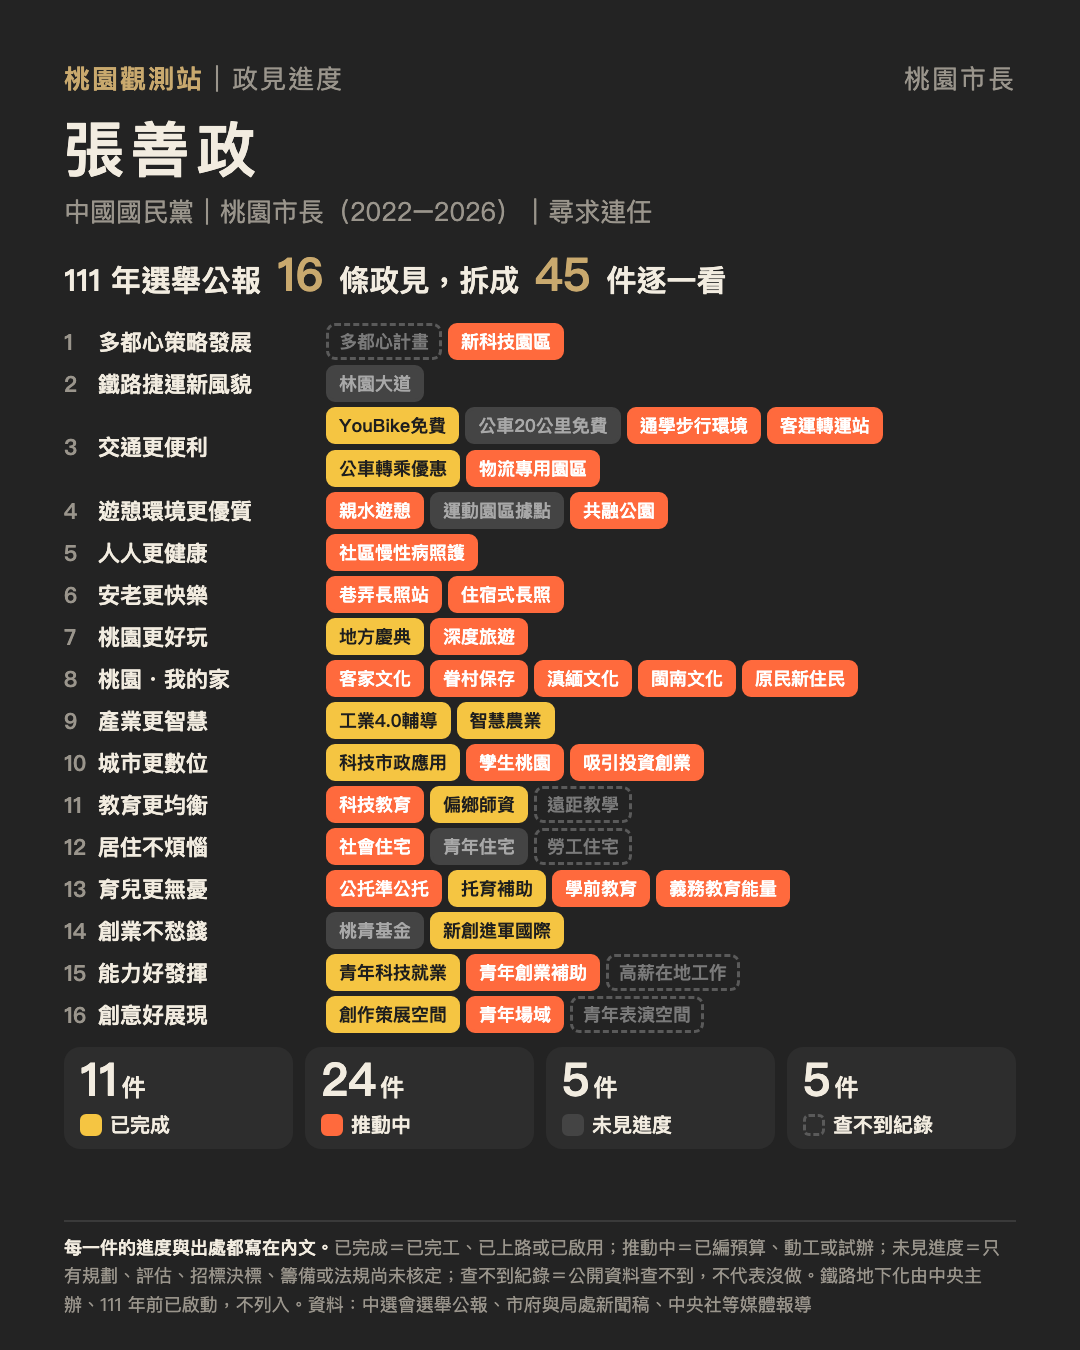 桃園觀測站｜政見進度
桃園市長
張善政
中國國民黨｜桃園市長（2022—2026）｜尋求連任
111 年選舉公報 16 條政見，拆成 45 件逐一看
1 多都心策略發展 多都心計畫 新科技園區
2 鐵路捷運新風貌 林園大道
3 交通更便利 YouBike免費 公車20公里免費 通學步行環境 客運轉運站
公車轉乘優惠 物流專用園區
4 遊憩環境更優質 親水遊憩 運動園區據點 共融公園
5 人人更健康 社區慢性病照護
6 安老更快樂 巷弄長照站 住宿式長照
7 桃園更好玩 地方慶典 深度旅遊
8 桃園．我的家 客家文化 眷村保存 滇緬文化 閩南文化 原民新住民
9 產業更智慧 工業4.0輔導 智慧農業
10 城市更數位 科技市政應用 孿生桃園 吸引投資創業
11 教育更均衡 科技教育 偏鄉師資 遠距教學
12 居住不煩惱 社會住宅 青年住宅 勞工住宅
13 育兒更無憂 公托準公托 托育補助 學前教育 義務教育能量
14 創業不愁錢 桃青基金 新創進軍國際
15 能力好發揮 青年科技就業 青年創業補助 高薪在地工作
16 創意好展現 創作策展空間 青年場域 青年表演空間
11件
已完成
24件
推動中
5件
未見進度
5件
查不到紀錄
每一件的進度與出處都寫在內文。已完成＝已完工、已上路或已啟用；推動中＝已編預算、動工或試辦；未見進度＝只
有規劃、評估、招標決標、籌備或法規尚未核定；查不到紀錄＝公開資料查不到，不代表沒做。鐵路地下化由中央主
辦、111 年前已啟動，不列入。資料：中選會選舉公報、市府與局處新聞稿、中央社等媒體報導